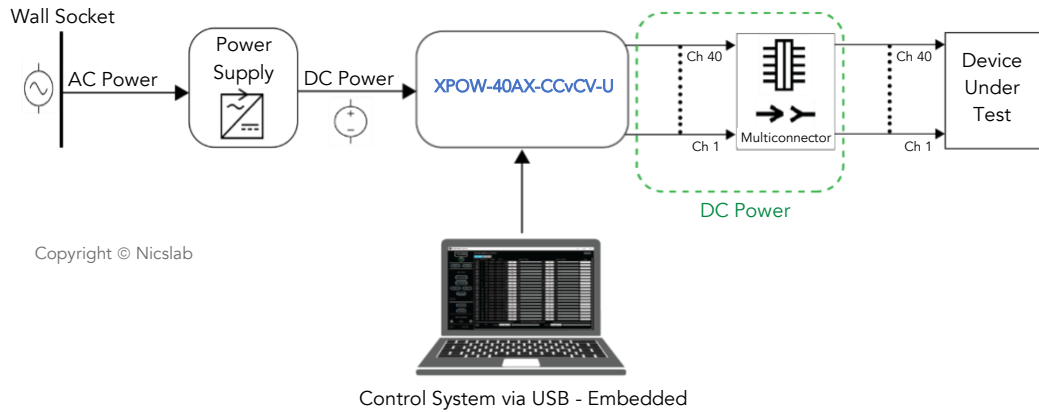 Wall Socket
AC Power
Power
Supply
DC Power
XPOW-40AX-CCvCV-U
Ch 40
Ch 1
Multiconnector
Ch 40
Ch 1
Device
Under
Test
DC Power
Copyright © Nicslab
Control System via USB - Embedded